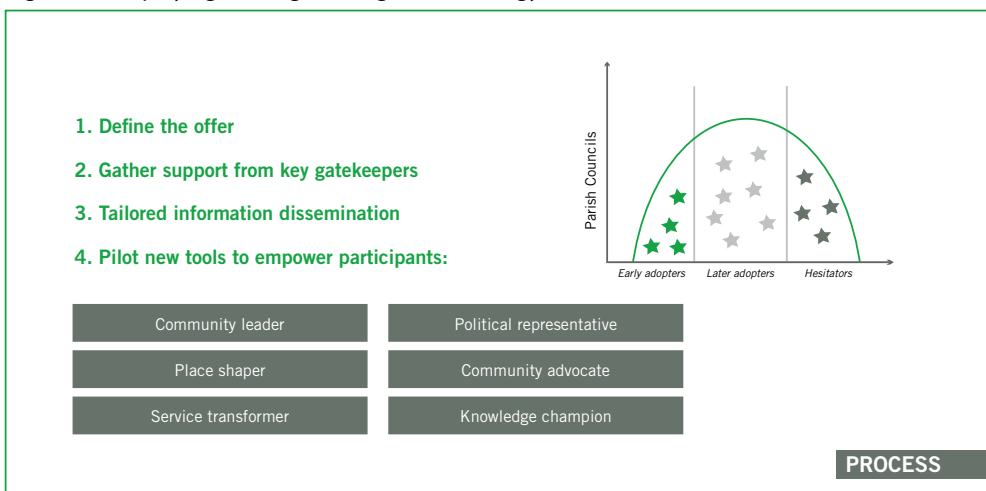 1. Define the offer
2. Gather support from key gatekeepers
3. Tailored information dissemination
4. Pilot new tools to empower participants:
Parish Councils
Early adopters
Later adopters
Hesitators
Community leader
Political representative
Place shaper
Community advocate
Service transformer
Knowledge champion
PROCESS